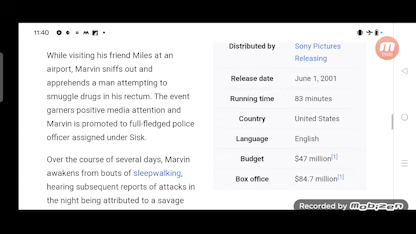 11:40
While visiting his friend Miles at an
airport, Marvin sniffs out and
apprehends a man attempting to
smuggle drugs in his rectum. The event
garners positive media attention and
Marvin is promoted to full-fledged police
officer assigned under Sisk.
Over the course of several days, Marvin
awakens from bouts of sleepwalking,
hearing subsequent reports of attacks in
the night being attributed to a savage
Distributed by Sony Pictures
Releasing
Release date June 1, 2001
Running time 83 minutes
Country United States
Language English
Budget $47 million[1]
Box office $84.7 million[1]
Recorded by mobizen